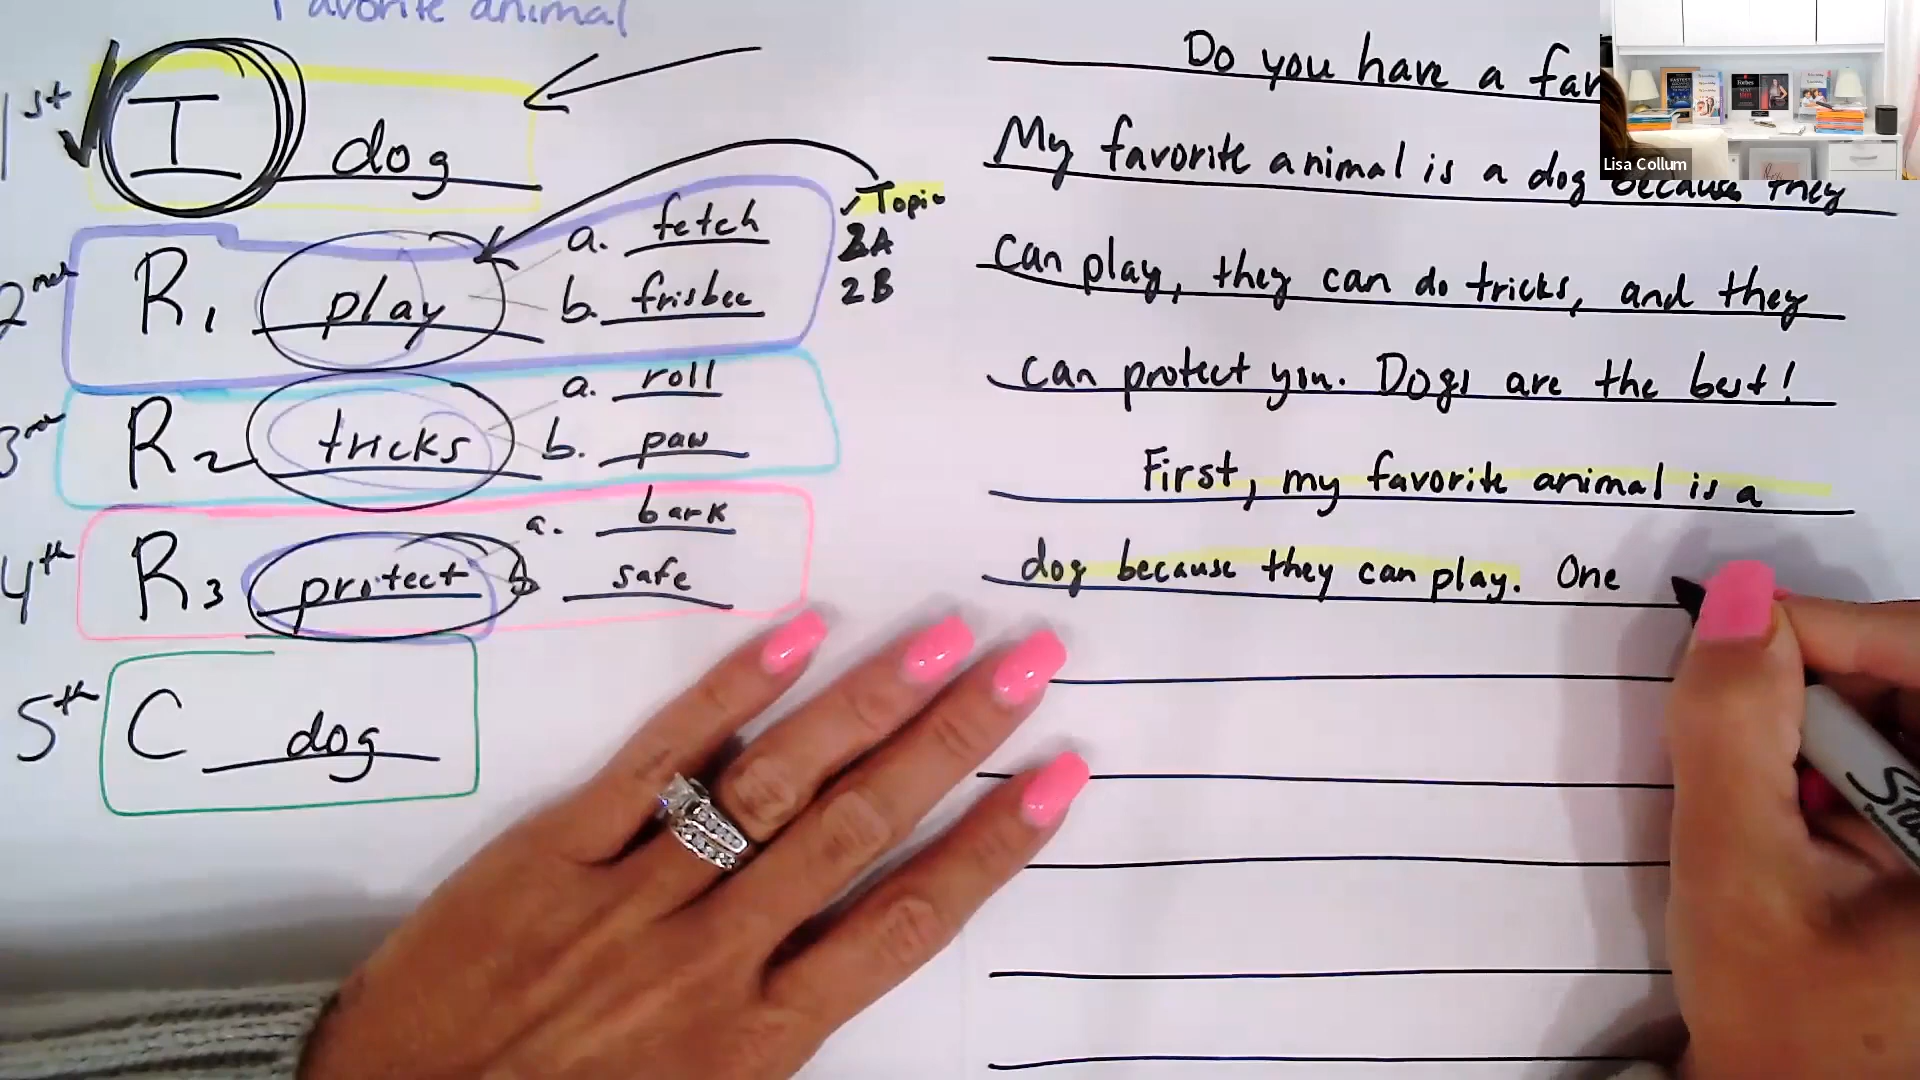 Favorite animal
1st I dog
2nd R1 play a. fetch
b. frisbee
Topic
2A
2B
R2 tricks a. roll
b. paw
4th R3 protect a. bark
safe
5th C dog
Do you have a
My favorite animal is a dog because they
can play, they can do tricks, and they
can protect you. Dogs are the best!
First, my favorite animal is a
dog because they can play. One
Lisa Collum
Forbes